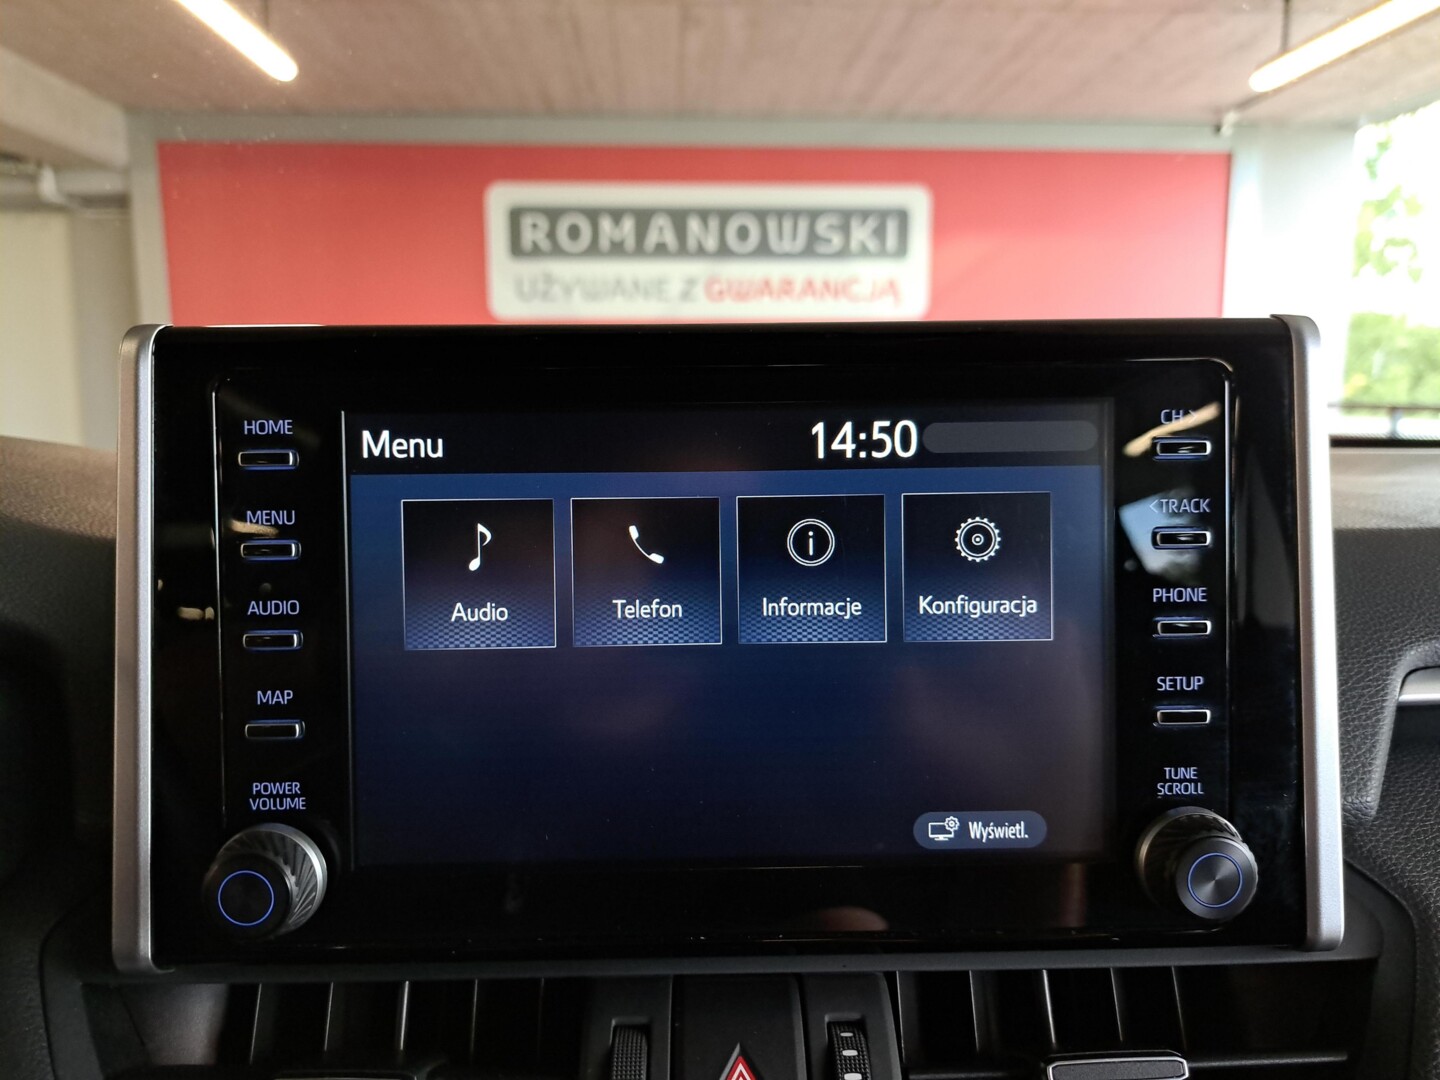 ROMANOWSKI
UŻYWANE Z GWARANCJĄ
HOME
MENU
AUDIO
MAP
POWER
VOLUME
Menu
14:50
Audio
Telefon
Informacje
Konfiguracja
Wyświetl.
CH >
<TRACK
PHONE
SETUP
TUNE
SCROLL